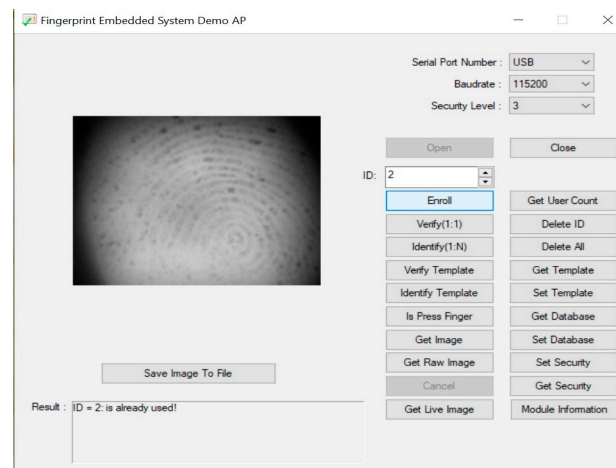 Fingerprint Embedded System Demo AP
Serial Port Number : USB
Baudrate : 115200
Security Level : 3
Open Close
ID: 2
Enroll Get User Count
Verify(1:1) Delete ID
Identify(1:N) Delete All
Verify Template Get Template
Identify Template Set Template
Is Press Finger Get Database
Get Image Set Database
Save Image To File Get Raw Image Set Security
Cancel Get Security
Result : ID = 2: is already used! Get Live Image Module Information